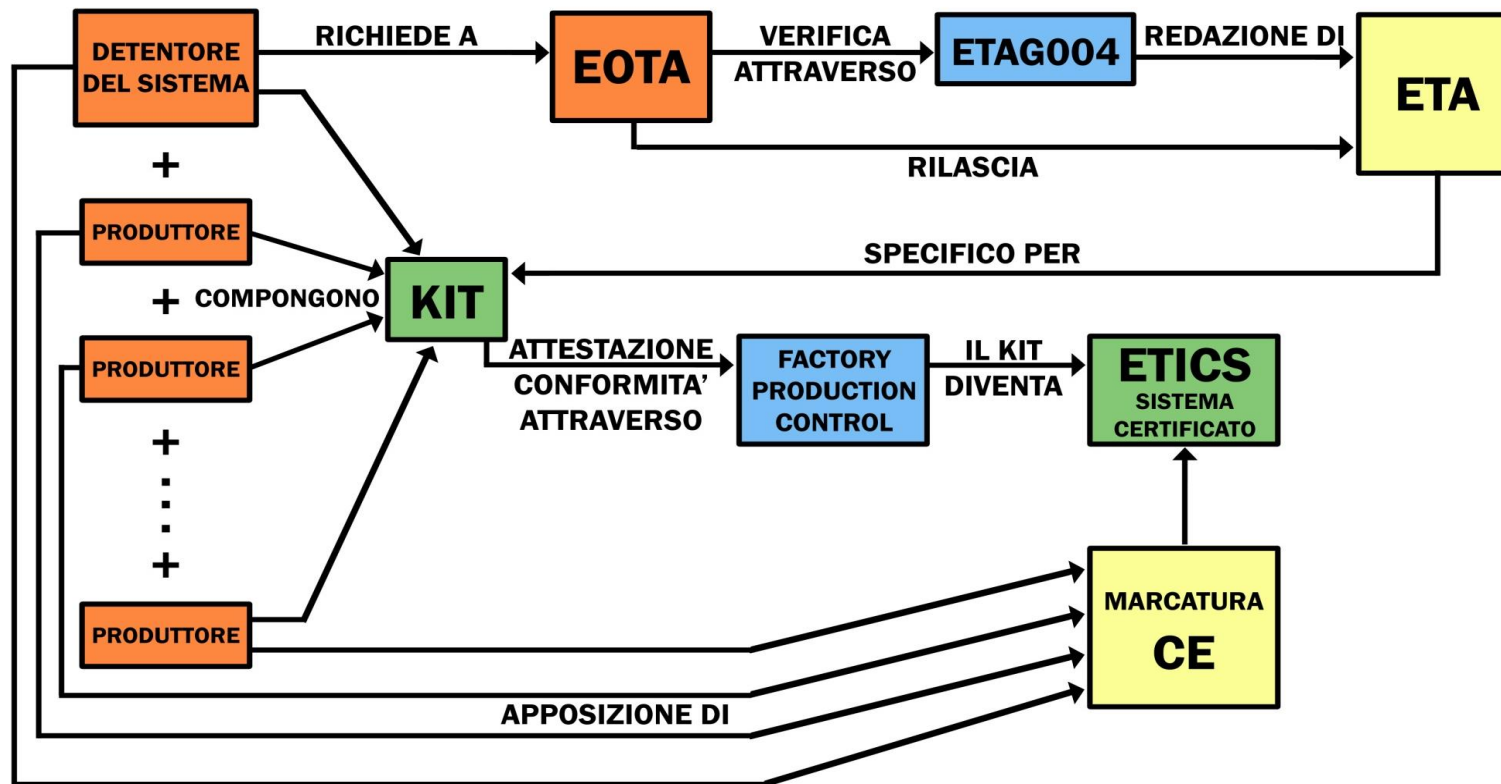 DETENTORE
DEL SISTEMA
RICHIEDE A
EOTA
VERIFICA
ATTRAVERSO
ETAG004
REDAZIONE DI
ETA
RILASCIA
+
PRODUTTORE
SPECIFICO PER
+
COMPONGONO
KIT
PRODUTTORE
ATTESTAZIONE
CONFORMITA’
ATTRAVERSO
FACTORY
PRODUCTION
CONTROL
IL KIT
DIVENTA
ETICS
SISTEMA
CERTIFICATO
+
+
PRODUTTORE
MARCATURA
CE
APPOSIZIONE DI